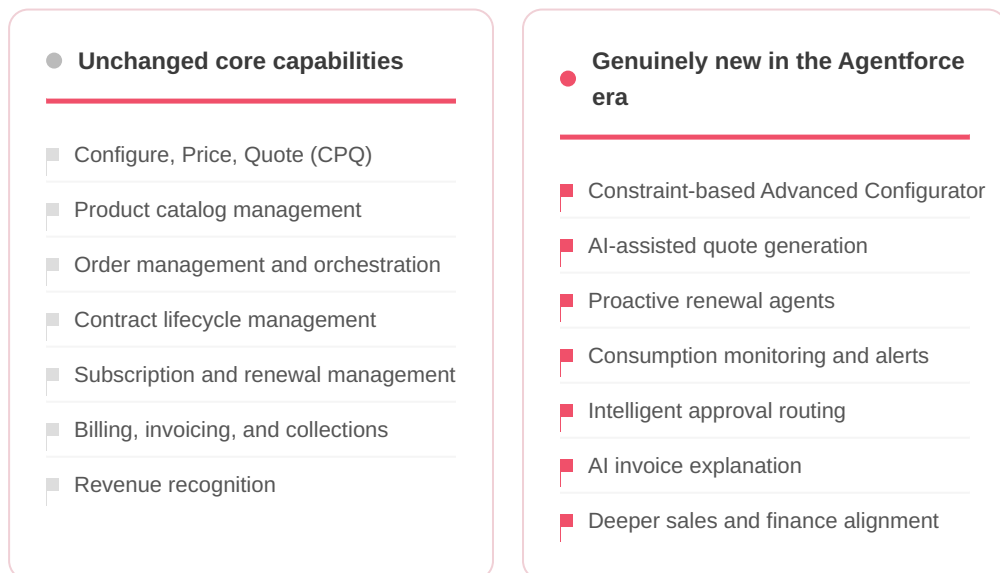 Unchanged core capabilities
Configure, Price, Quote (CPQ)
Product catalog management
Order management and orchestration
Contract lifecycle management
Subscription and renewal management
Billing, invoicing, and collections
Revenue recognition
Genuinely new in the Agentforce
era
Constraint-based Advanced Configurator
AI-assisted quote generation
Proactive renewal agents
Consumption monitoring and alerts
Intelligent approval routing
AI invoice explanation
Deeper sales and finance alignment